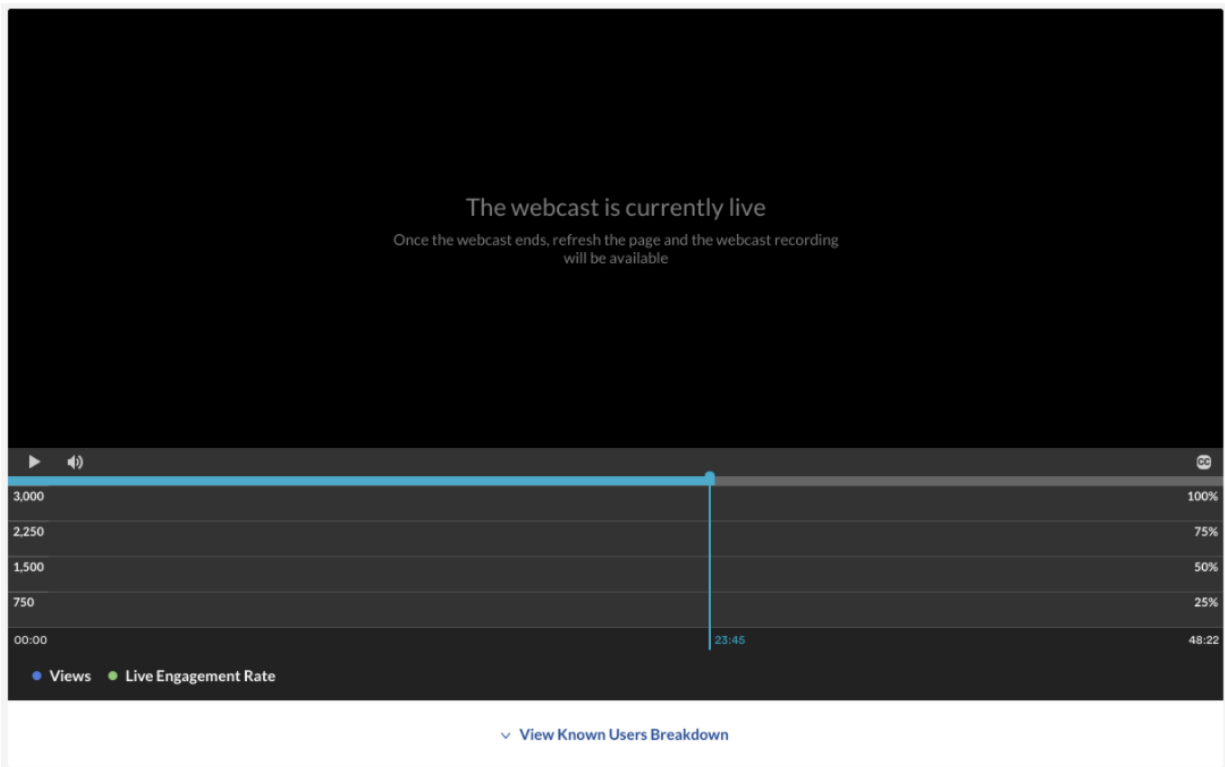 The webcast is currently live
Once the webcast ends, refresh the page and the webcast recording
will be available
CC
3,000 100%
2,250 75%
1,500 50%
750 25%
00:00 23:45 48:22
Views Live Engagement Rate
View Known Users Breakdown